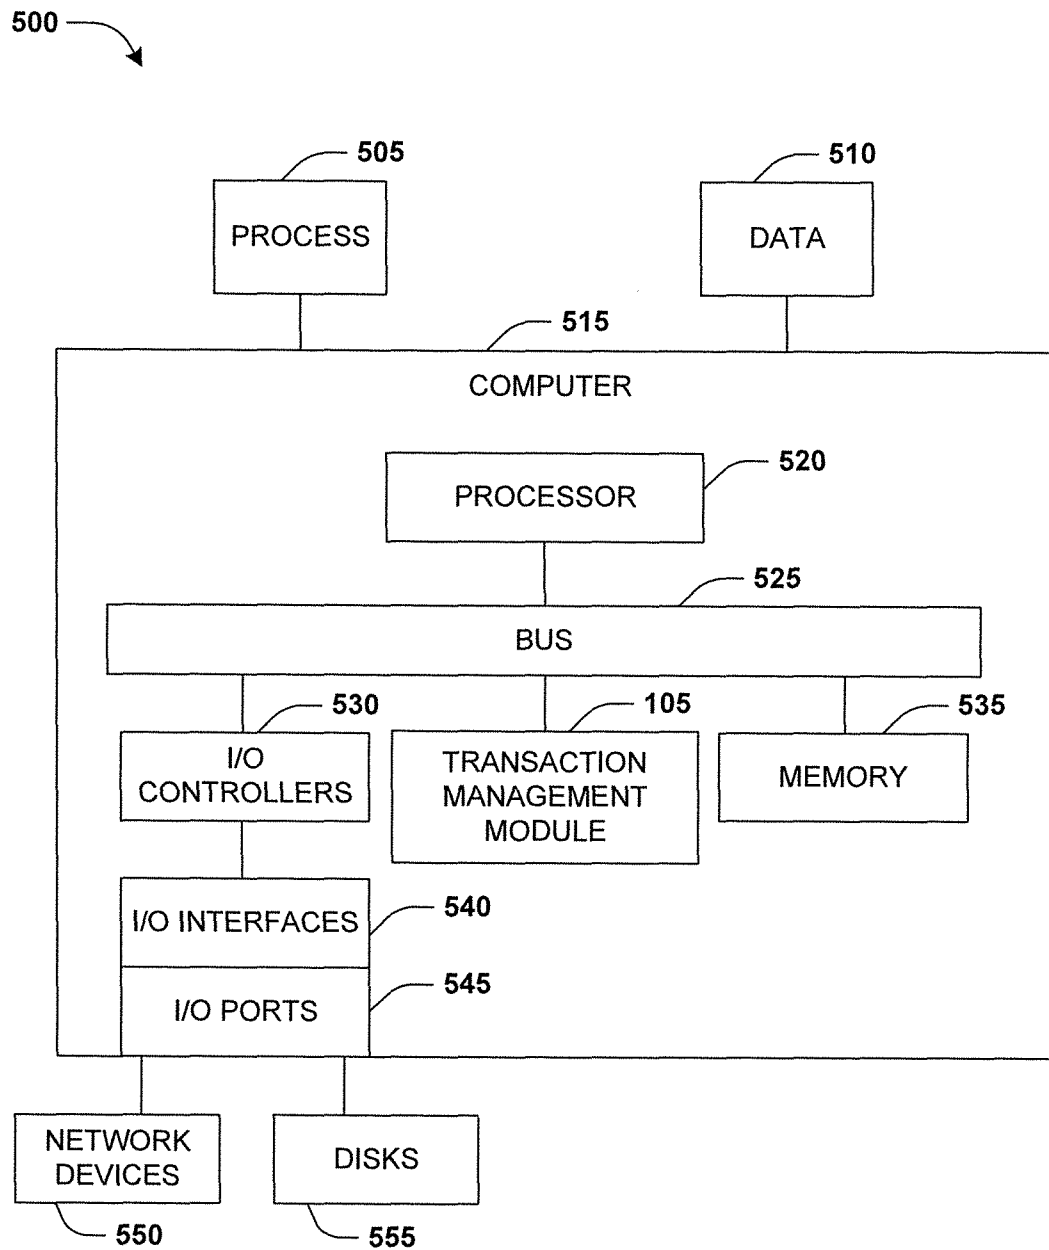 500
505
510
PROCESS
DATA
515
COMPUTER
520
PROCESSOR
525
BUS
530
105
535
I/O
CONTROLLERS
TRANSACTION
MANAGEMENT
MODULE
MEMORY
I/O INTERFACES
540
545
I/O PORTS
NETWORK
DEVICES
DISKS
550
555